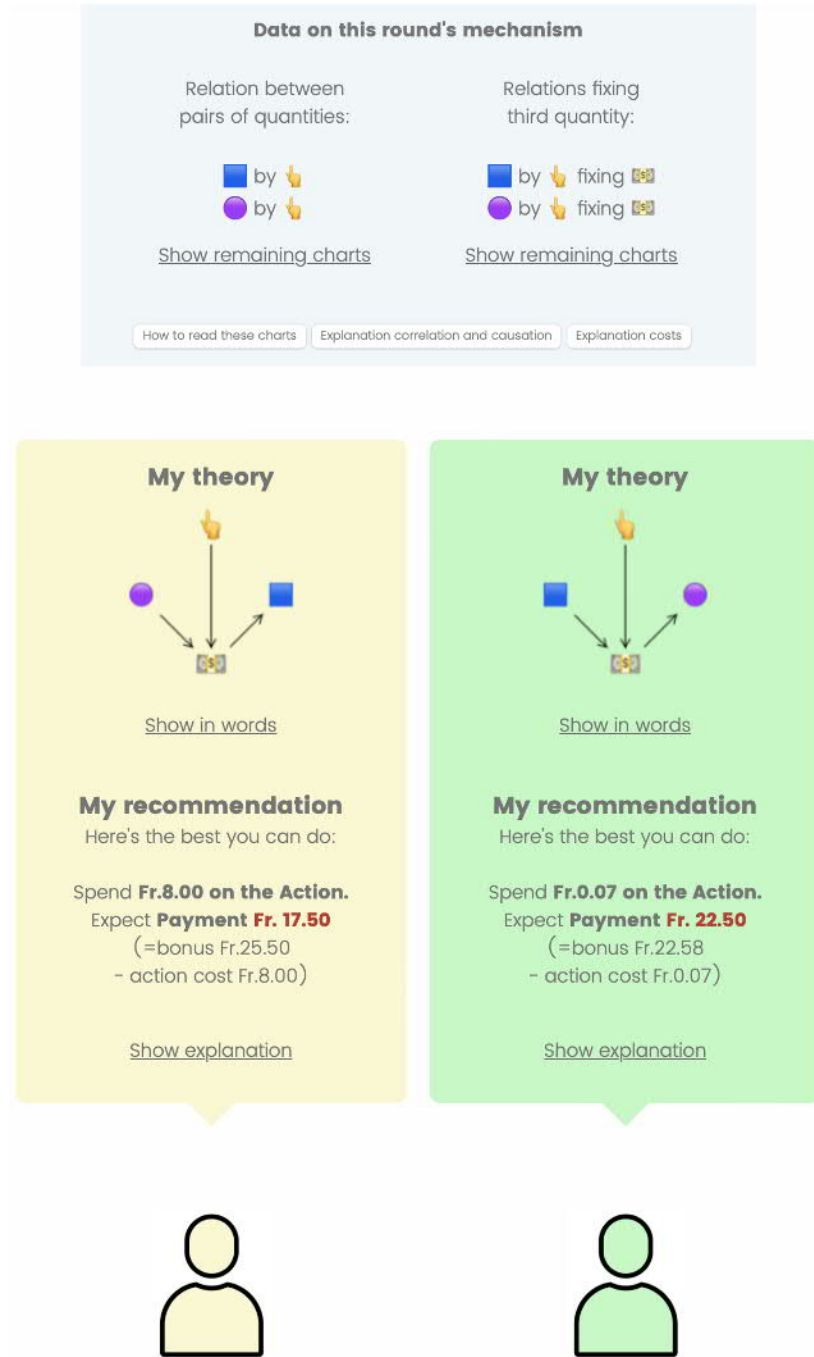 Data on this round's mechanism
Relation between
pairs of quantities:
🟦 by 👆
🟣 by 👆
Show remaining charts
Relations fixing
third quantity:
🟦 by 👆 fixing 💵
🟣 by 👆 fixing 💵
Show remaining charts
How to read these charts
Explanation correlation and causation
Explanation costs
My theory
Show in words
My recommendation
Here's the best you can do:
Spend Fr.8.00 on the Action.
Expect Payment Fr. 17.50
(=bonus Fr.25.50
- action cost Fr.8.00)
Show explanation
My theory
Show in words
My recommendation
Here's the best you can do:
Spend Fr.0.07 on the Action.
Expect Payment Fr. 22.50
(=bonus Fr.22.58
- action cost Fr.0.07)
Show explanation